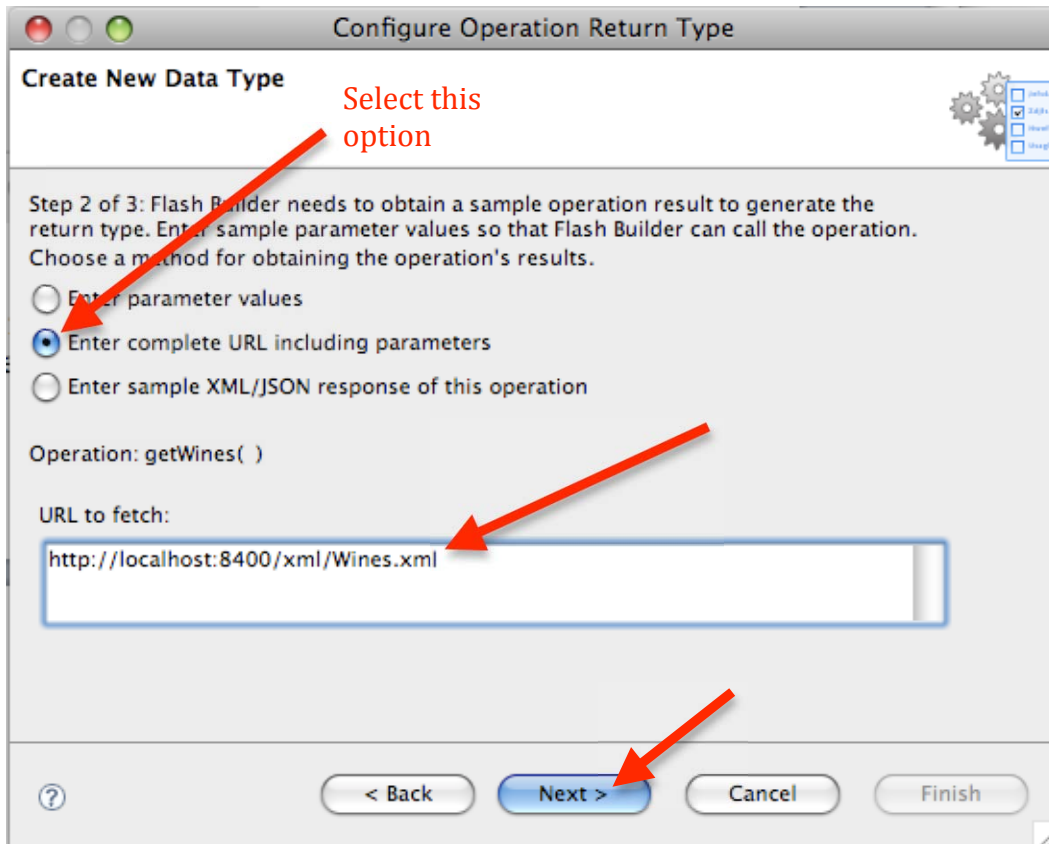 Configure Operation Return Type
Create New Data Type
Select this
option
Step 2 of 3: Flash Builder needs to obtain a sample operation result to generate the
return type. Enter sample parameter values so that Flash Builder can call the operation.
Choose a method for obtaining the operation's results.
Enter parameter values
Enter complete URL including parameters
Enter sample XML/JSON response of this operation
Operation: getWines( )
URL to fetch:
http://localhost:8400/xml/Wines.xml
?
< Back
Next >
Cancel
Finish